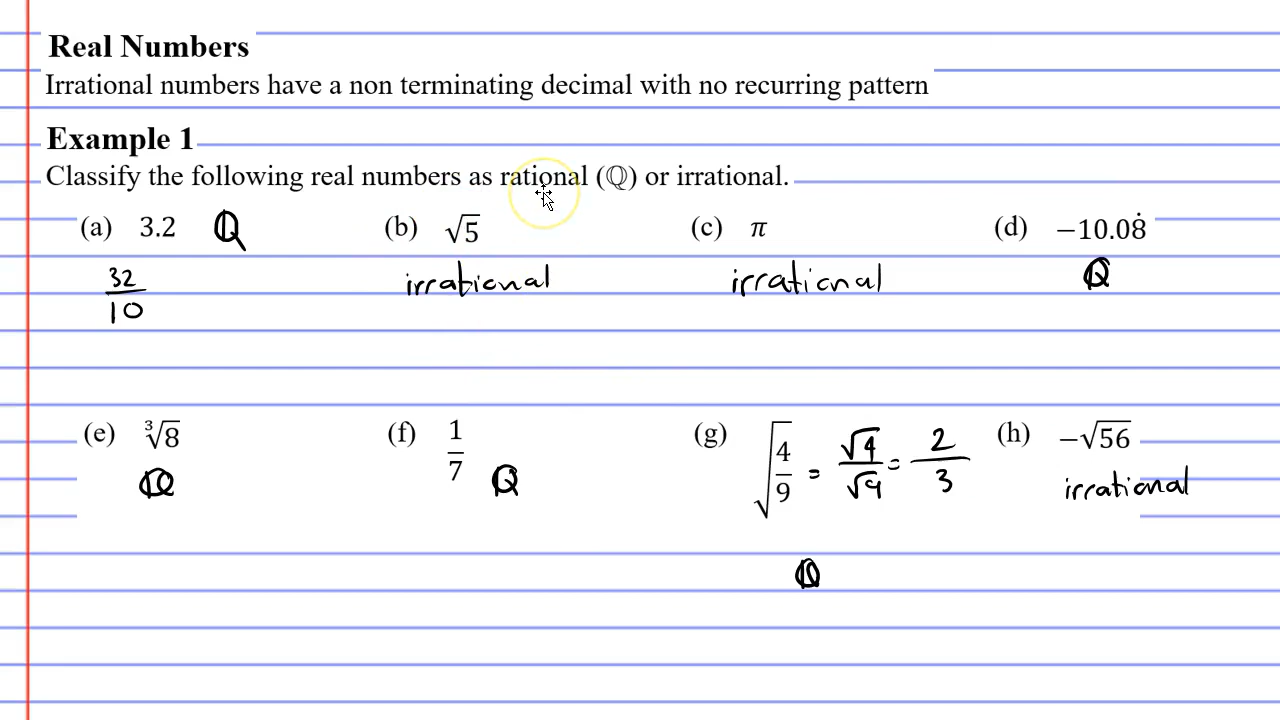 Real Numbers
Irrational numbers have a non terminating decimal with no recurring pattern
Example 1
Classify the following real numbers as rational (ℚ) or irrational.
(a) 3.2 ℚ (b) √5 (c) π (d) −10.08̇
32/10 irrational irrational ℚ
(e) ∛8 (f) 1/7 (g) √(4/9) = √4/√9 = 2/3 (h) −√56
ℚ ℚ irrational
ℚ